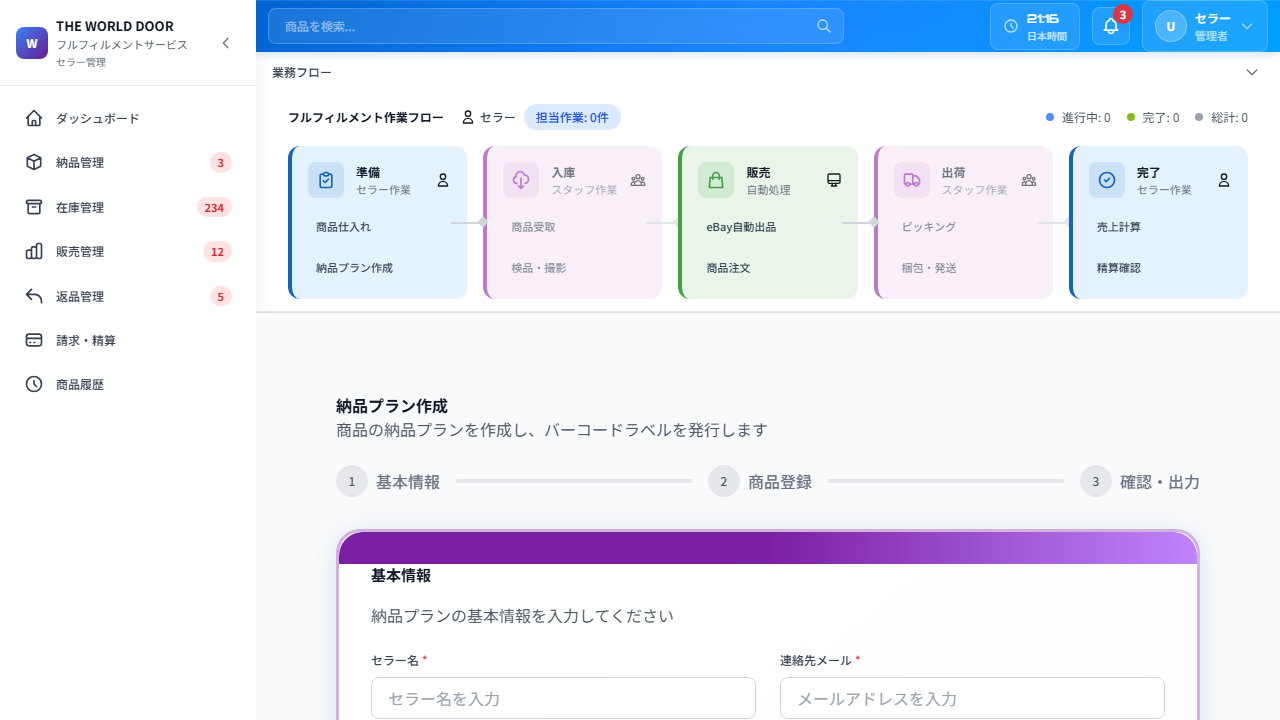 W
THE WORLD DOOR
フルフィルメントサービス
セラー管理
ダッシュボード
納品管理
3
在庫管理
234
販売管理
12
返品管理
5
請求・精算
商品履歴
商品を検索...
21:16
日本時間
3
U
セラー
管理者
業務フロー
フルフィルメント作業フロー
セラー
担当作業: 0件
進行中: 0
完了: 0
総計: 0
準備
セラー作業
商品仕入れ
納品プラン作成
入庫
スタッフ作業
商品受取
検品・撮影
販売
自動処理
eBay自動出品
商品注文
出荷
スタッフ作業
ピッキング
梱包・発送
完了
セラー作業
売上計算
精算確認
納品プラン作成
商品の納品プランを作成し、バーコードラベルを発行します
1 基本情報
2 商品登録
3 確認・出力
基本情報
納品プランの基本情報を入力してください
セラー名 *
セラー名を入力
連絡先メール *
メールアドレスを入力